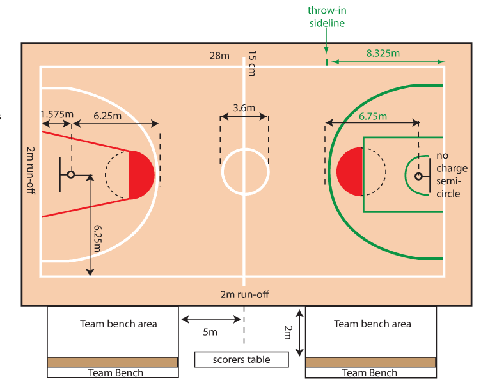 throw-in
sideline
28m
15 cm
8.325m
1.575m
6.25m
3.6m
6.75m
no
charge
semi-
circle
2m run-off
6.25m
2m run-off
Team bench area
5m
2m
Team bench area
scorers table
Team Bench
Team Bench